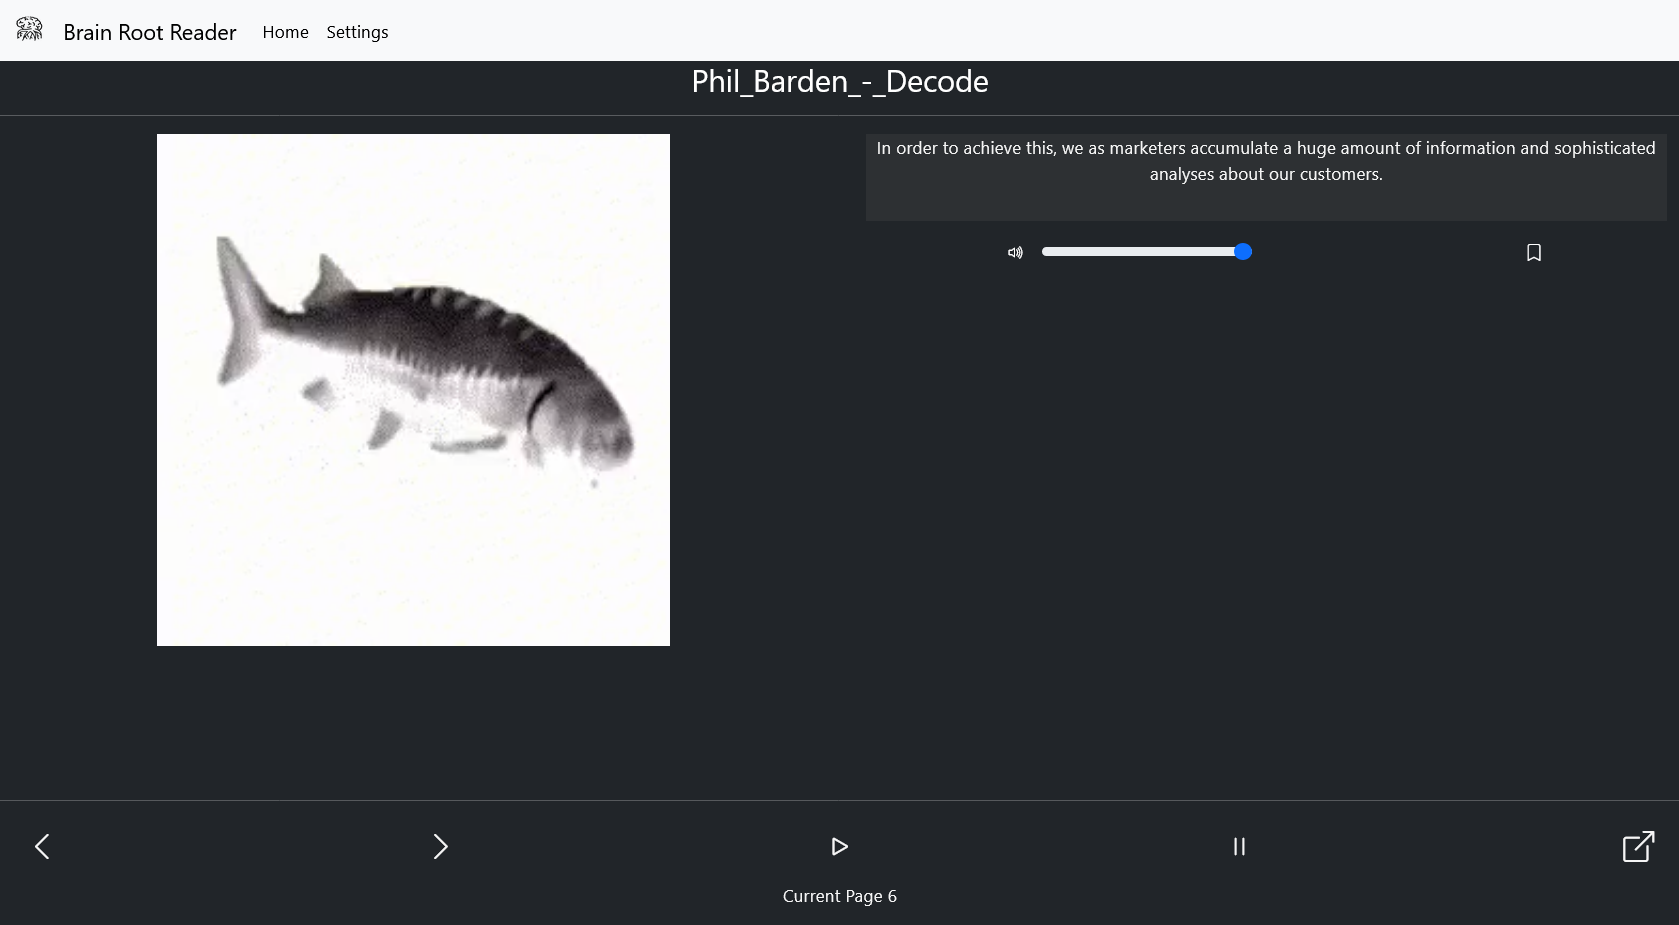 Brain Root Reader Home Settings
Phil_Barden_-_Decode
In order to achieve this, we as marketers accumulate a huge amount of information and sophisticated
analyses about our customers.
Current Page 6